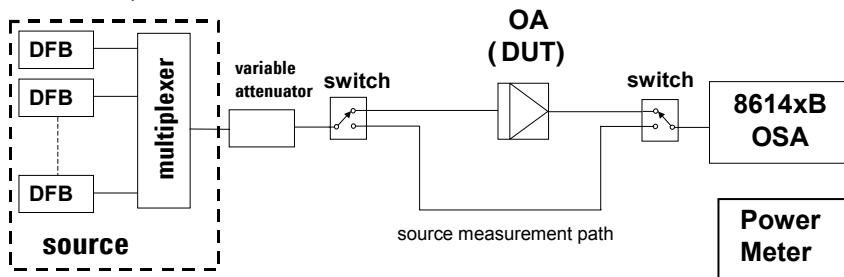 DFB
DFB
DFB
multiplexer
source
variable
attenuator
switch
OA
(DUT)
source measurement path
switch
8614xB
OSA
Power
Meter